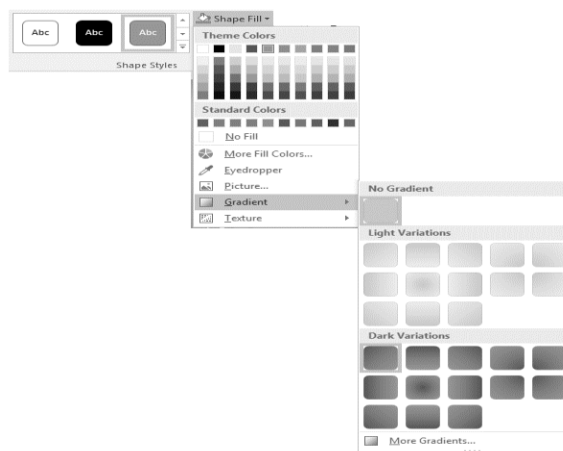 Abc Abc Abc
Shape Styles
Shape Fill
Theme Colors
Standard Colors
No Fill
More Fill Colors...
Eyedropper
Picture...
Gradient
Texture
No Gradient
Light Variations
Dark Variations
More Gradients...